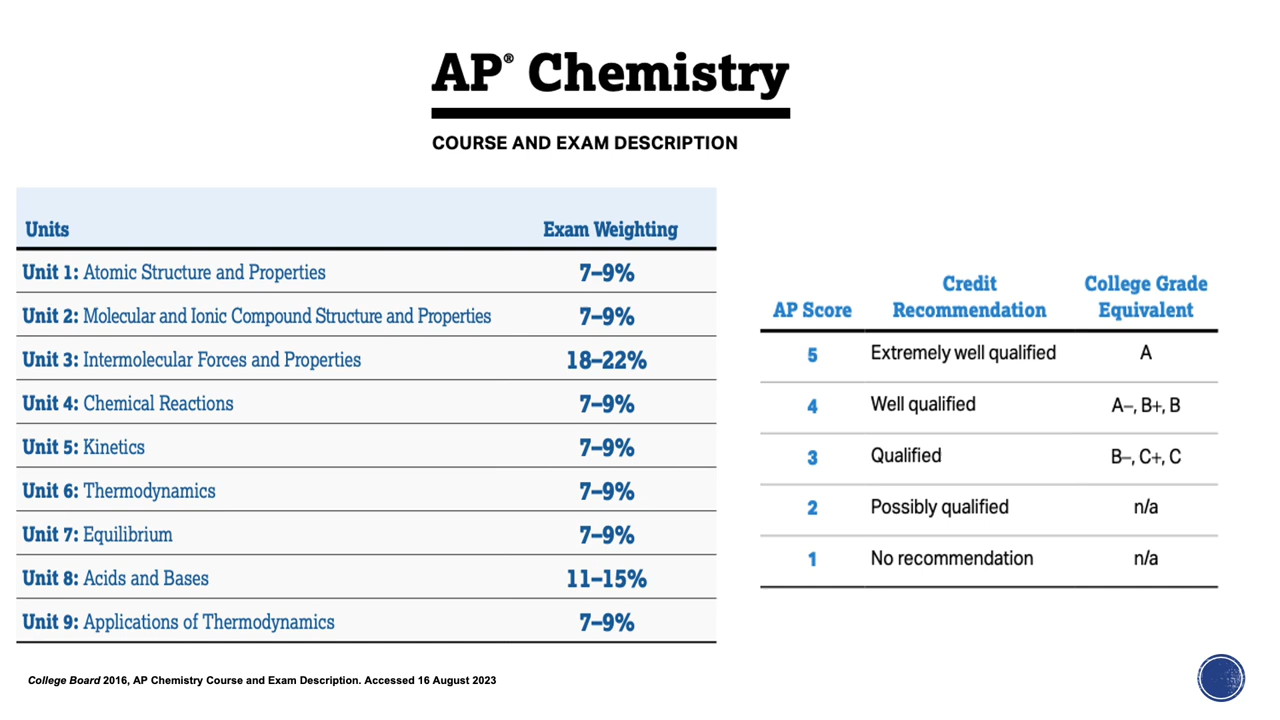 AP® Chemistry
COURSE AND EXAM DESCRIPTION
Units Exam Weighting
Unit 1: Atomic Structure and Properties 7–9%
Unit 2: Molecular and Ionic Compound Structure and Properties 7–9%
Unit 3: Intermolecular Forces and Properties 18–22%
Unit 4: Chemical Reactions 7–9%
Unit 5: Kinetics 7–9%
Unit 6: Thermodynamics 7–9%
Unit 7: Equilibrium 7–9%
Unit 8: Acids and Bases 11–15%
Unit 9: Applications of Thermodynamics 7–9%
Credit College Grade
AP Score Recommendation Equivalent
5 Extremely well qualified A
4 Well qualified A–, B+, B
3 Qualified B–, C+, C
2 Possibly qualified n/a
1 No recommendation n/a
College Board 2016, AP Chemistry Course and Exam Description. Accessed 16 August 2023